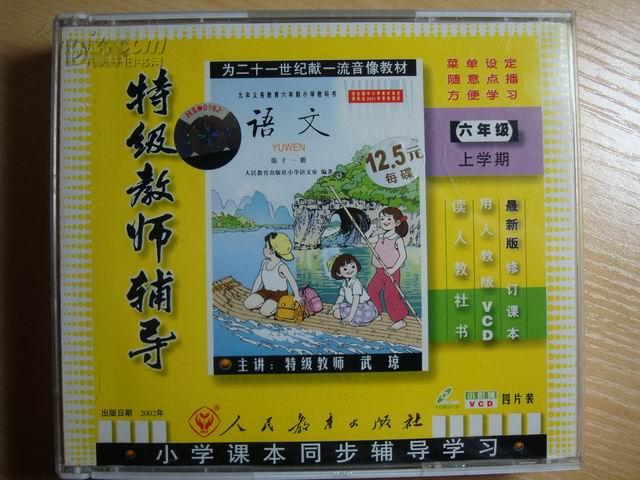 为二十一世纪献一流音像教材
九年义务教育六年制小学教科书
语文
YUWEN
第十一册
人民教育出版社小学语文室 编著
12.5元
每碟
主讲：特级教师 武琼
特级教师辅导
菜单设定
随意点播
方便学习
六年级
上学期
最新版 修订课本
用人教版VCD
读人教社书
出版日期 2002年
人民教育出版社
VIDEO CD
小影碟
VCD
四片装
小学课本同步辅导学习